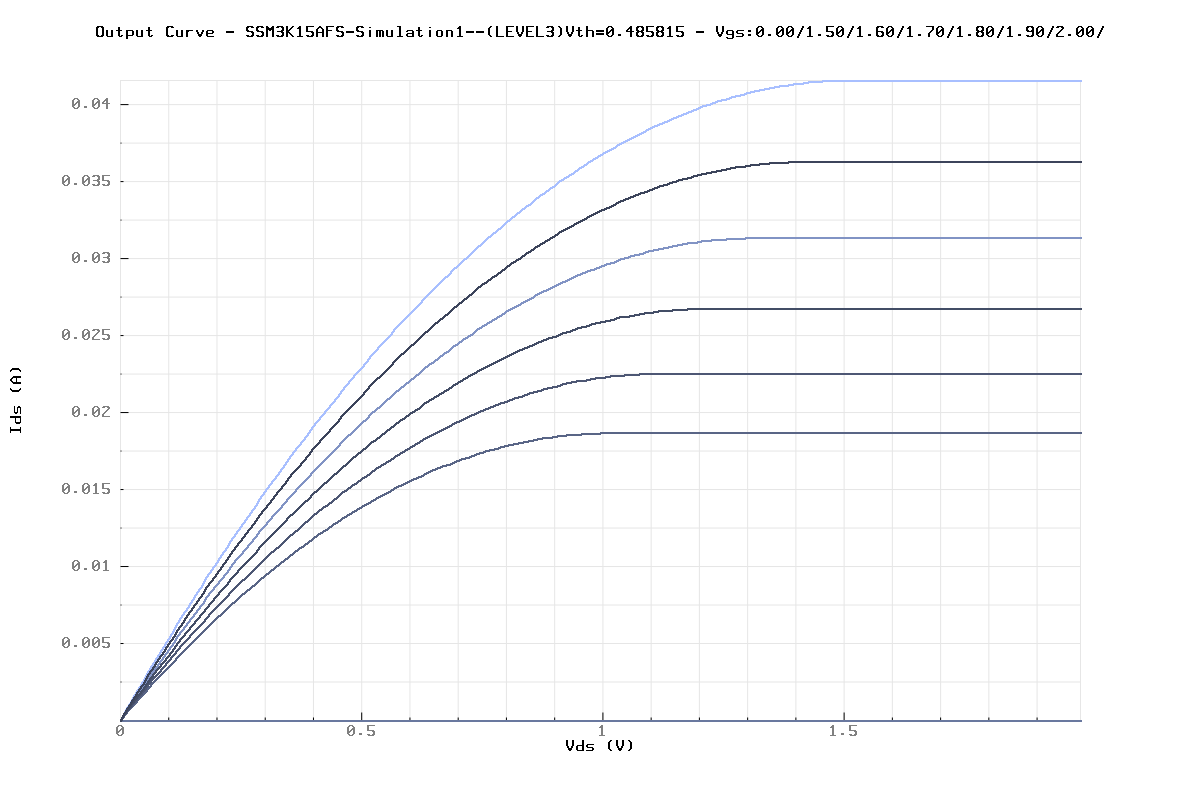 Output Curve - SSM3K15AFS-Simulation1--(LEVEL3)Vth=0.485815 - Vgs:0.00/1.50/1.60/1.70/1.80/1.90/2.00/
0.04
0.035
0.03
0.025
0.02
0.015
0.01
0.005
Ids (A)
0 0.5 1 1.5
Vds (V)